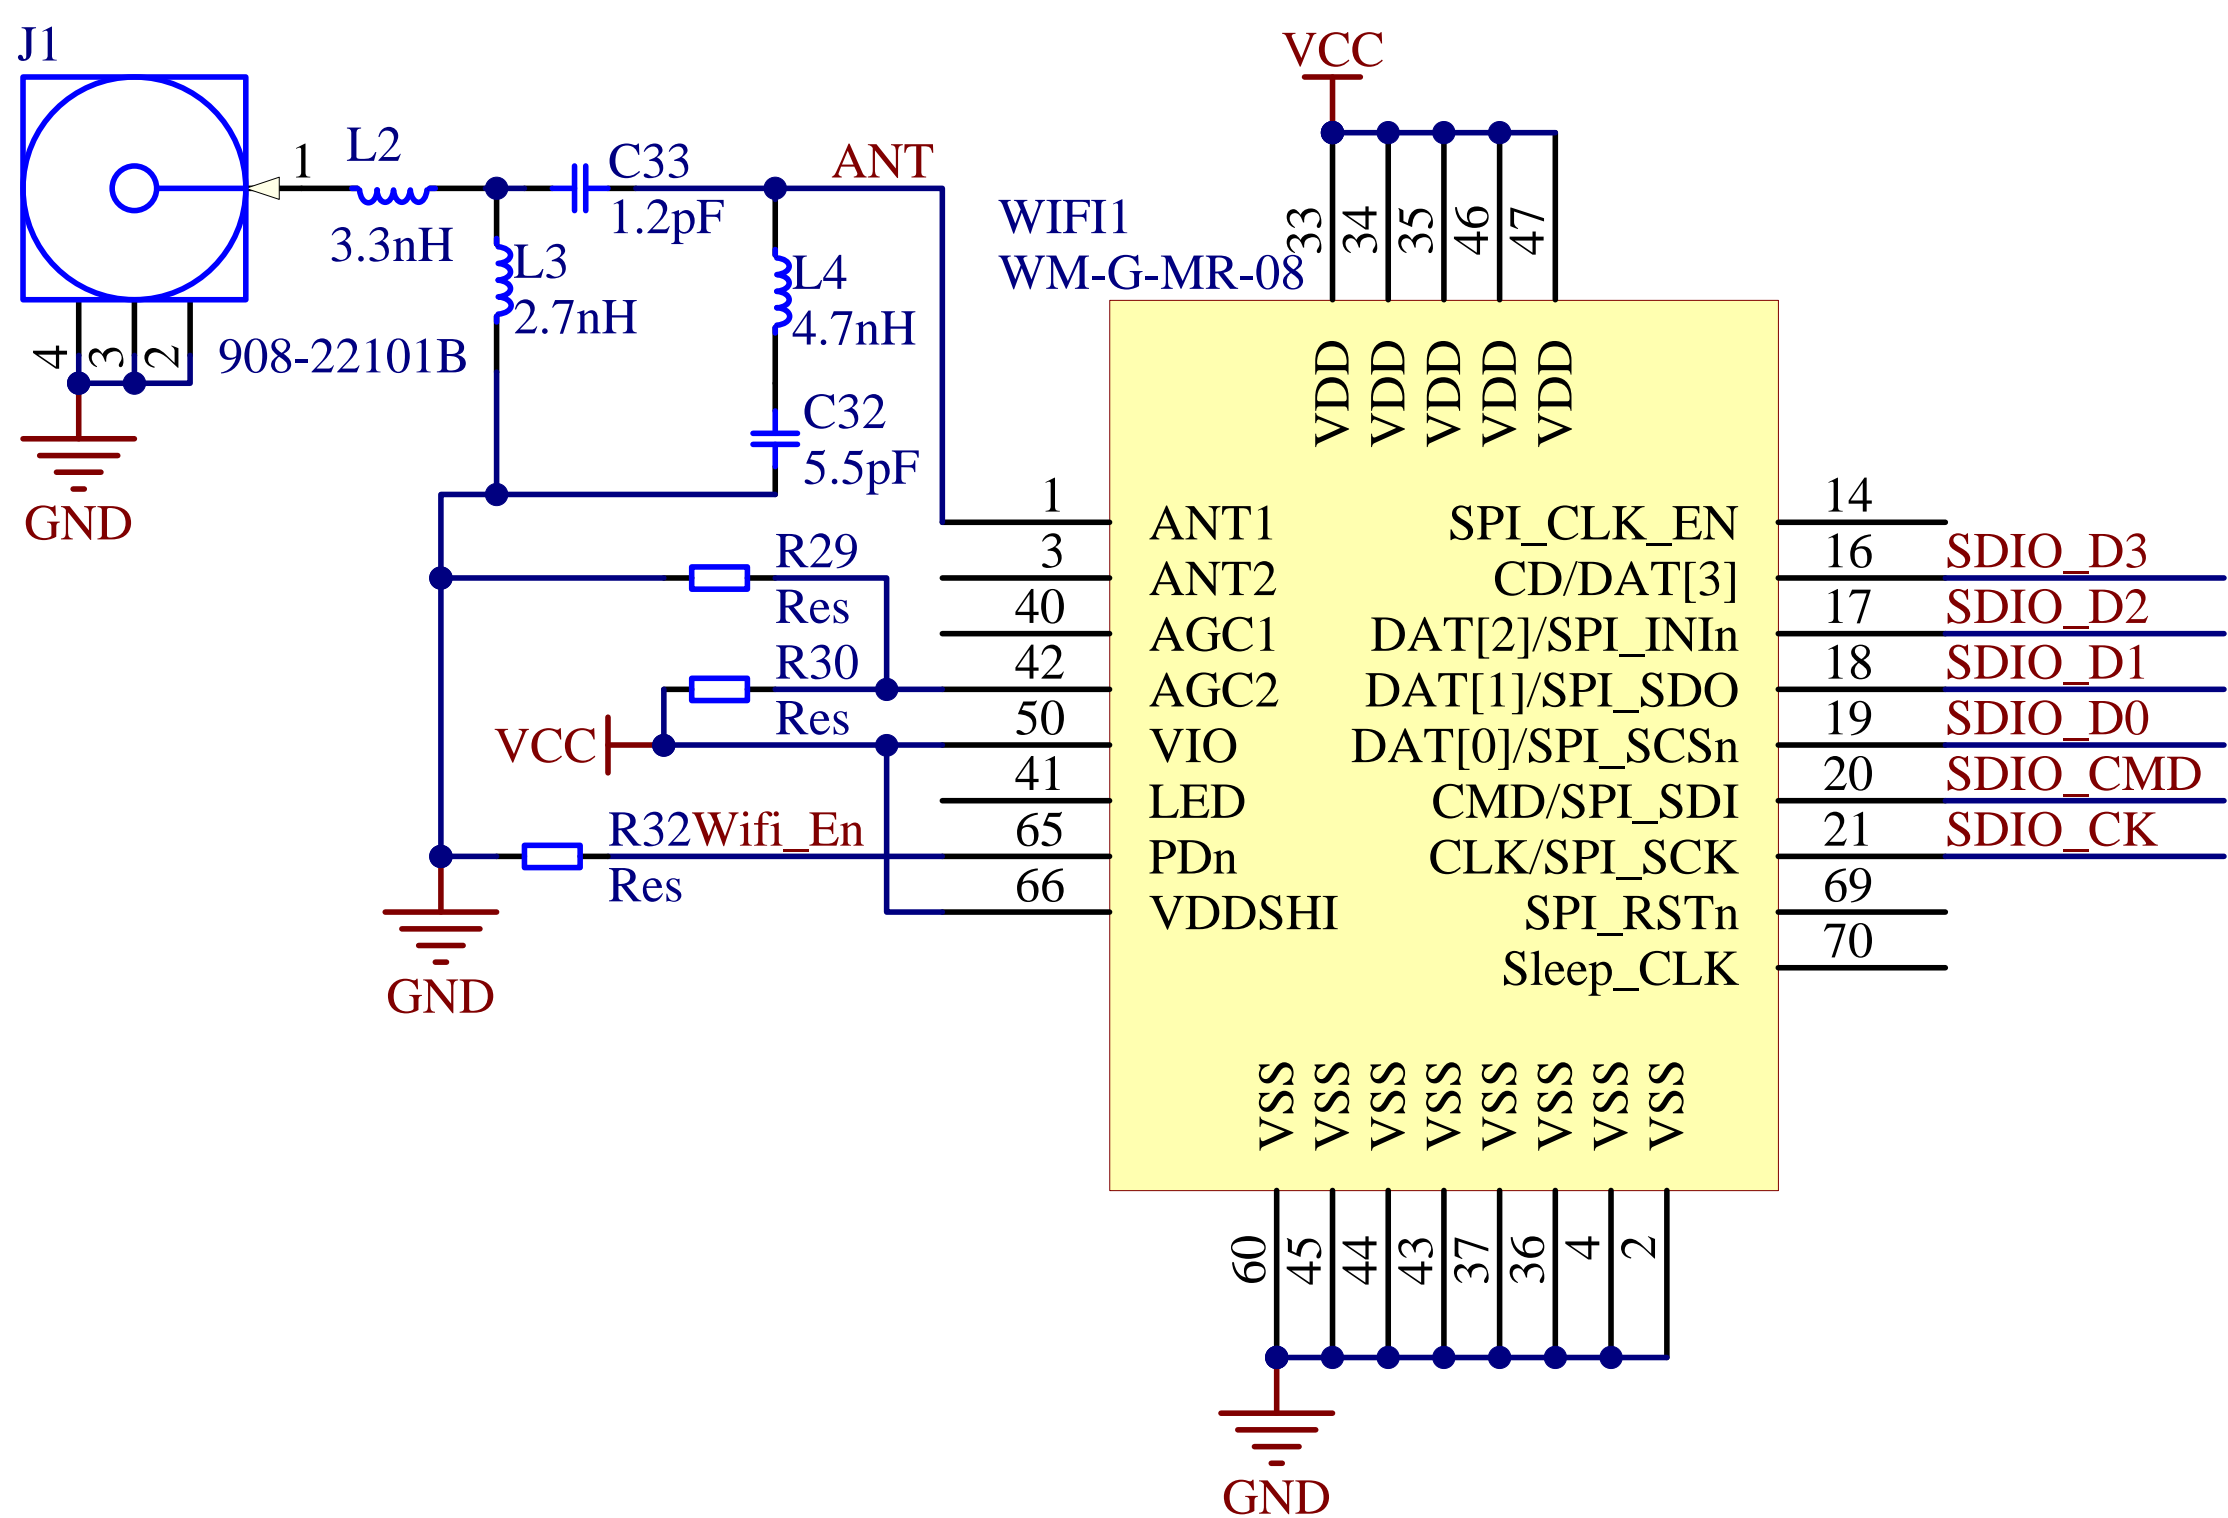 J1
1
L2
3.3nH
C33
1.2pF
ANT
L3
2.7nH
L4
4.7nH
C32
5.5pF
4
3
2
908-22101B
GND
WIFI1
WM-G-MR-08
VCC
33
34
35
46
47
VDD
VDD
VDD
VDD
VDD
1
ANT1
3
ANT2
40
AGC1
42
AGC2
50
VIO
41
LED
65
PDn
66
VDDSHI
R29
Res
R30
Res
VCC
R32
Wifi_En
Res
GND
SPI_CLK_EN
14
CD/DAT[3]
16
SDIO_D3
DAT[2]/SPI_INIn
17
SDIO_D2
DAT[1]/SPI_SDO
18
SDIO_D1
DAT[0]/SPI_SCSn
19
SDIO_D0
CMD/SPI_SDI
20
SDIO_CMD
CLK/SPI_SCK
21
SDIO_CK
SPI_RSTn
69
Sleep_CLK
70
VSS
VSS
VSS
VSS
VSS
VSS
VSS
VSS
60
45
44
43
37
36
4
2
GND